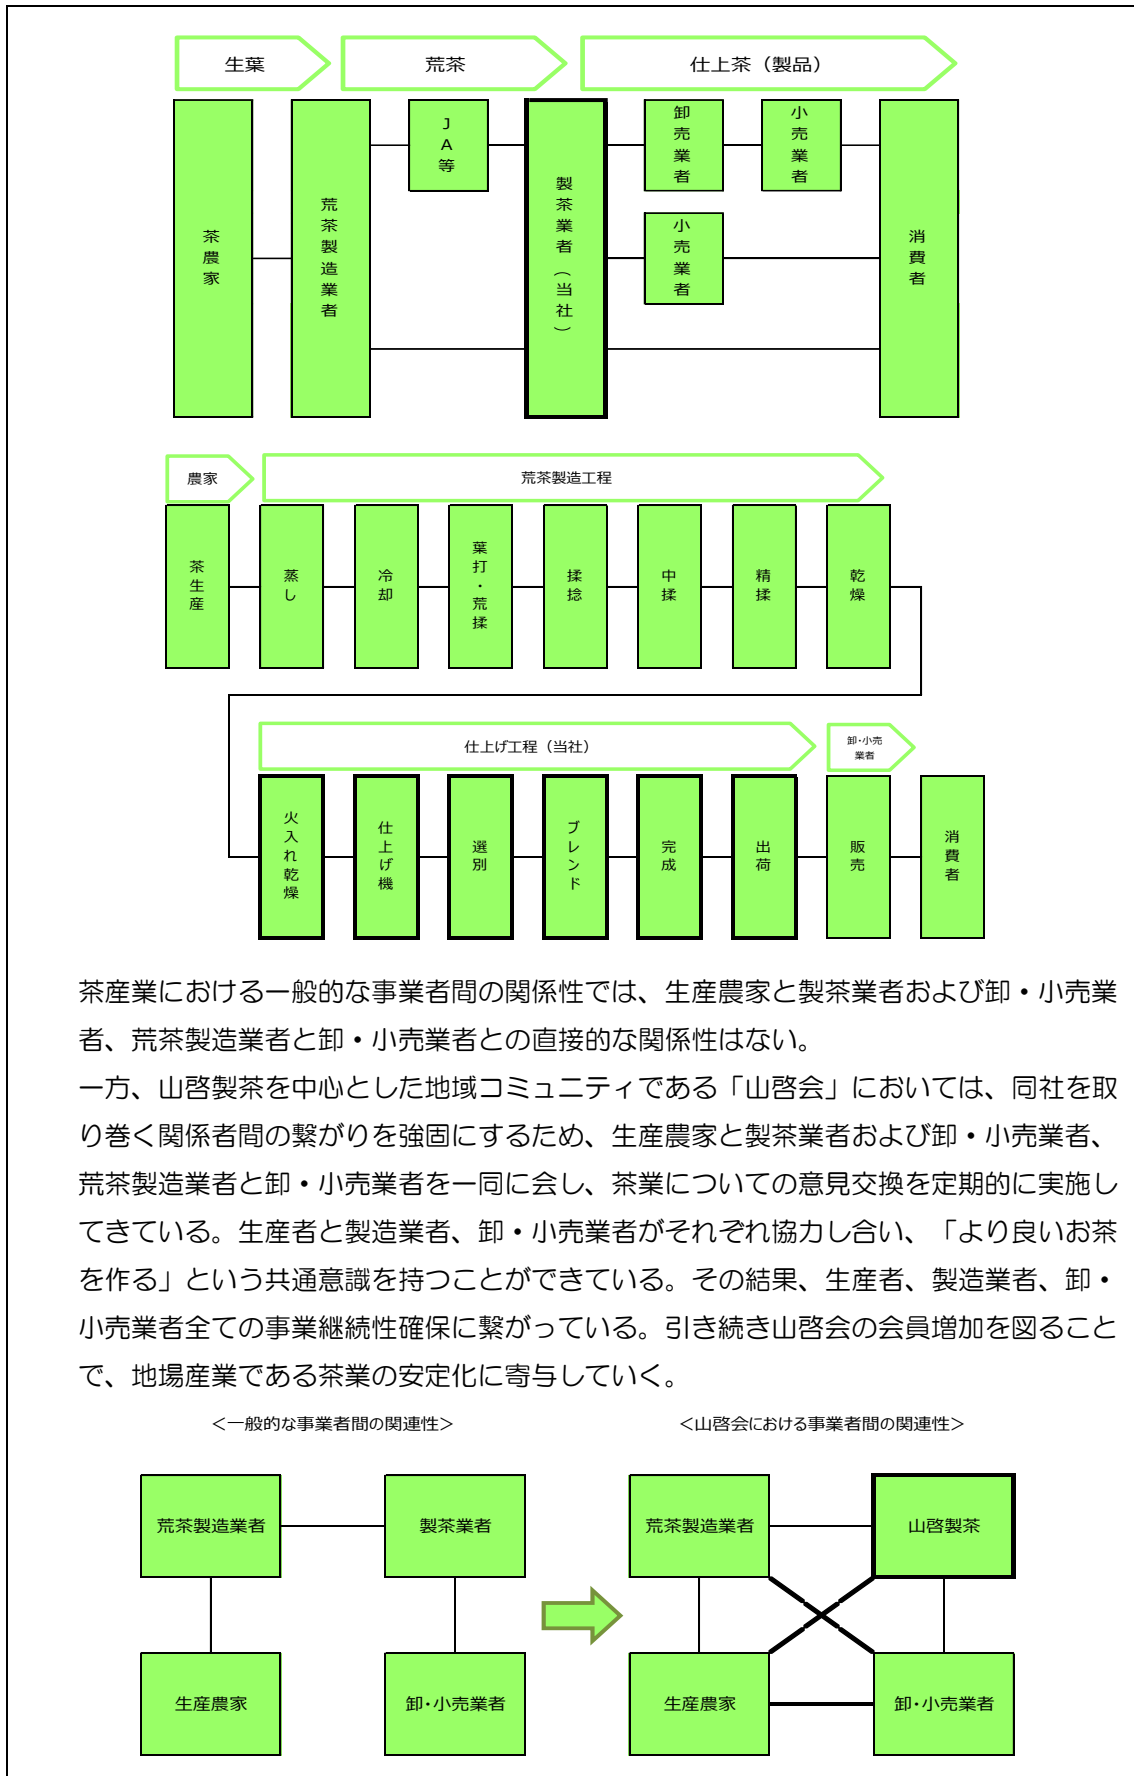 生葉
荒茶
仕上茶（製品）
茶農家
荒茶製造業者
JA等
製茶業者（当社）
卸売業者
小売業者
小売業者
消費者
農家
荒茶製造工程
茶生産
蒸し
冷却
葉打・荒揉
揉捻
中揉
精揉
乾燥
仕上げ工程（当社）
卸・小売
業者
火入れ乾燥
仕上げ機
選別
ブレンド
完成
出荷
販売
消費者
茶産業における一般的な事業者間の関係性では、生産農家と製茶業者および卸・小売業
者、荒茶製造業者と卸・小売業者との直接的な関係性はない。
一方、山啓製茶を中心とした地域コミュニティである「山啓会」においては、同社を取
り巻く関係者間の繋がりを強固にするため、生産農家と製茶業者および卸・小売業者、
荒茶製造業者と卸・小売業者を一同に会し、茶業についての意見交換を定期的に実施し
てきている。生産者と製造業者、卸・小売業者がそれぞれ協力し合い、「より良いお茶
を作る」という共通意識を持つことができている。その結果、生産者、製造業者、卸・
小売業者全ての事業継続性確保に繋がっている。引き続き山啓会の会員増加を図ること
で、地場産業である茶業の安定化に寄与していく。
＜一般的な事業者間の関連性＞
＜山啓会における事業者間の関連性＞
荒茶製造業者
製茶業者
荒茶製造業者
山啓製茶
生産農家
卸・小売業者
生産農家
卸・小売業者